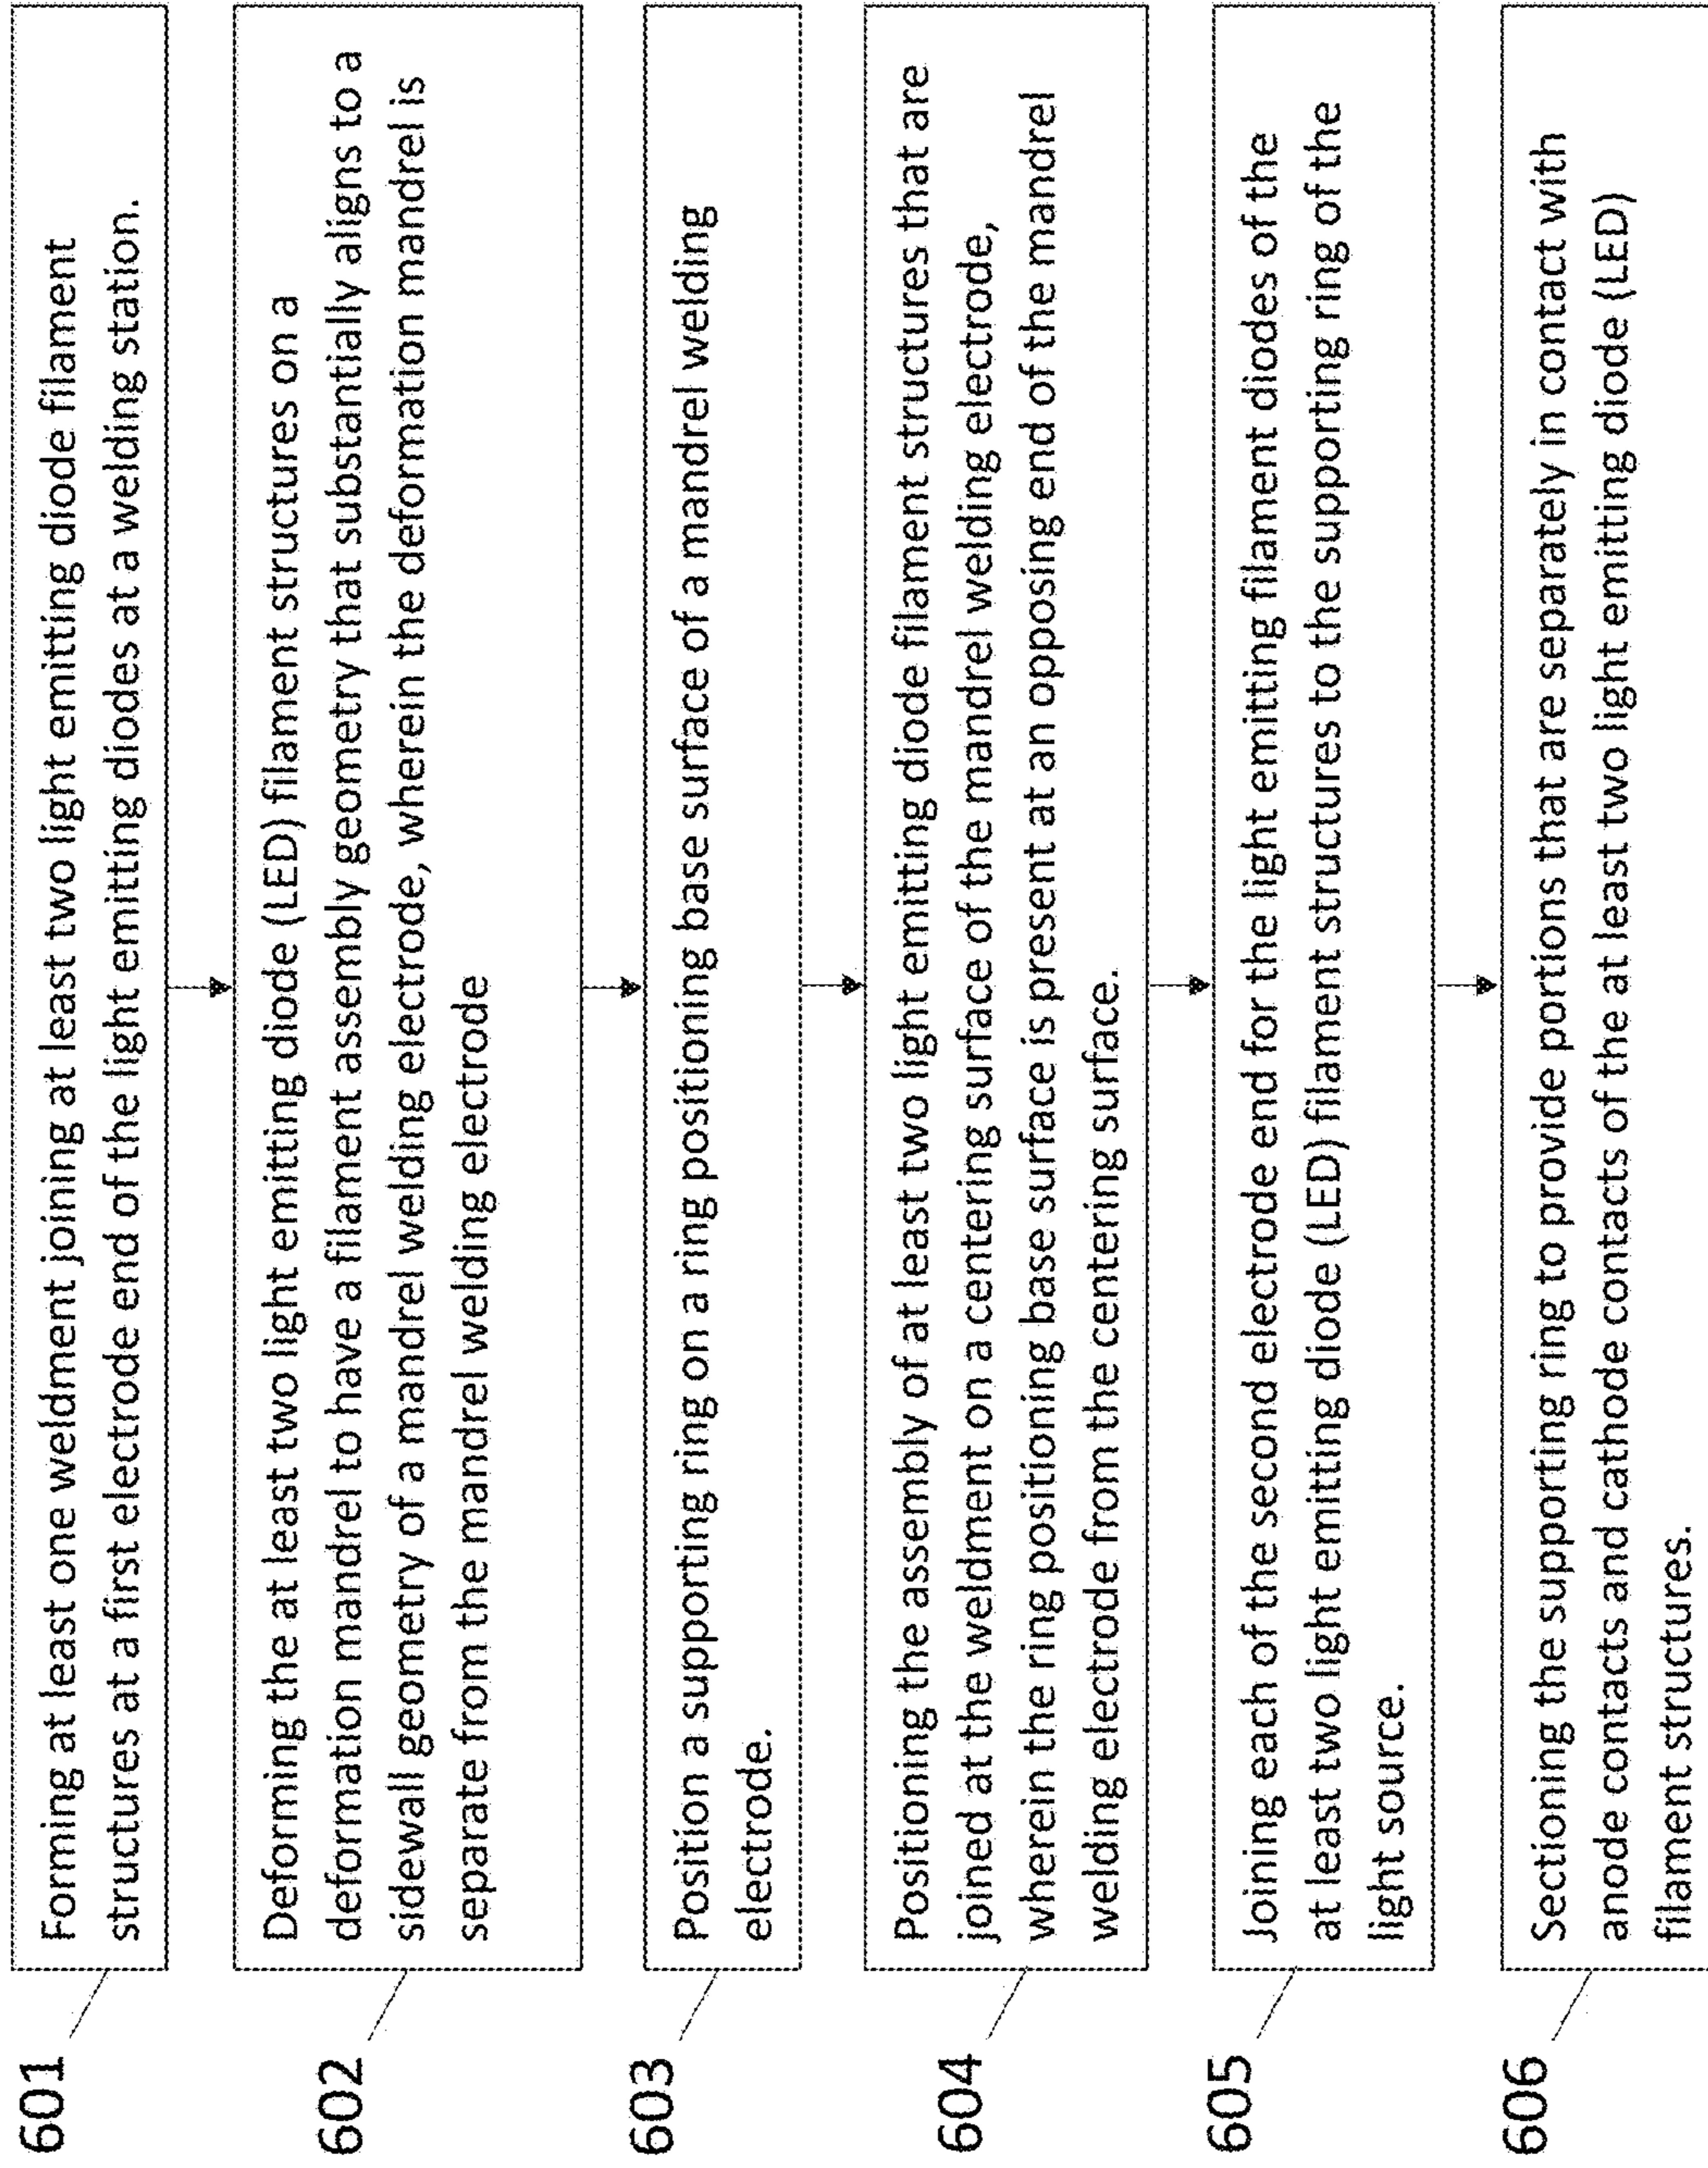 601
Forming at least one weldment joining at least two light emitting diode filament
structures at a first electrode end of the light emitting diodes at a welding station.
602
Deforming the at least two light emitting diode (LED) filament structures on a
deformation mandrel to have a filament assembly geometry that substantially aligns to a
sidewall geometry of a mandrel welding electrode, wherein the deformation mandrel is
separate from the mandrel welding electrode
603
Position a supporting ring on a ring positioning base surface of a mandrel welding
electrode.
604
Positioning the assembly of at least two light emitting diode filament structures that are
joined at the weldment on a centering surface of the mandrel welding electrode,
wherein the ring positioning base surface is present at an opposing end of the mandrel
welding electrode from the centering surface.
605
Joining each of the second electrode end for the light emitting filament diodes of the
at least two light emitting diode (LED) filament structures to the supporting ring of the
light source.
606
Sectioning the supporting ring to provide portions that are separately in contact with
anode contacts and cathode contacts of the at least two light emitting diode (LED)
filament structures.